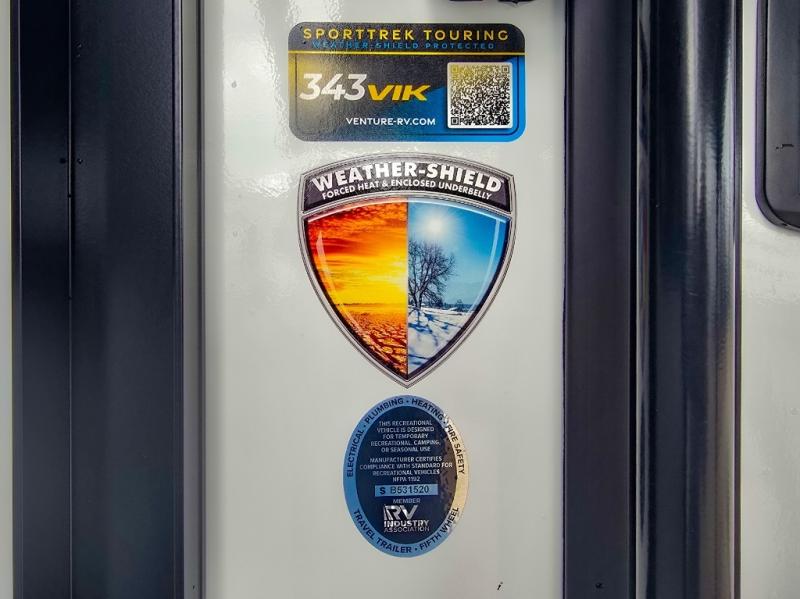 SPORTTREK TOURING
WEATHER-SHIELD PROTECTED
343VIK
VENTURE-RV.COM
WEATHER-SHIELD
FORCED HEAT & ENCLOSED UNDERBELLY
ELECTRICAL • PLUMBING • HEATING • FIRE SAFETY
THIS RECREATIONAL
VEHICLE IS DESIGNED
FOR TEMPORARY
RECREATIONAL, CAMPING,
OR SEASONAL USE
MANUFACTURER CERTIFIES
COMPLIANCE WITH STANDARD FOR
RECREATIONAL VEHICLES
NFPA 1192
S B531520
MEMBER
RV
INDUSTRY
ASSOCIATION
TRAVEL TRAILER • FIFTH WHEEL